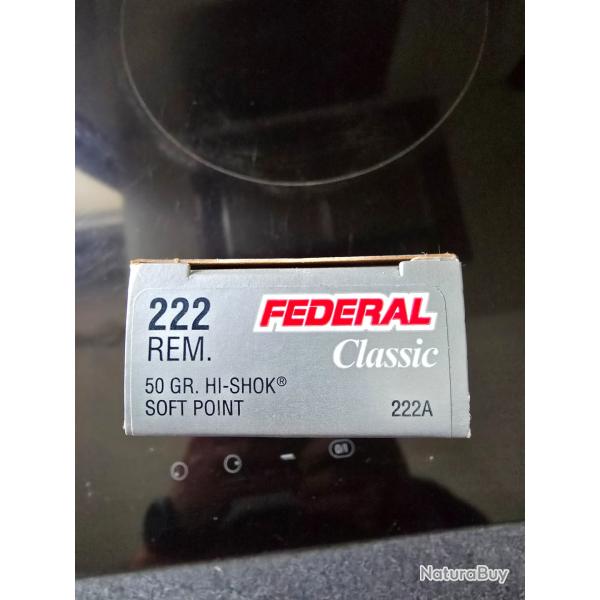 222 FEDERAL
REM. Classic
50 GR. HI-SHOK®
SOFT POINT 222A
NaturaBuy